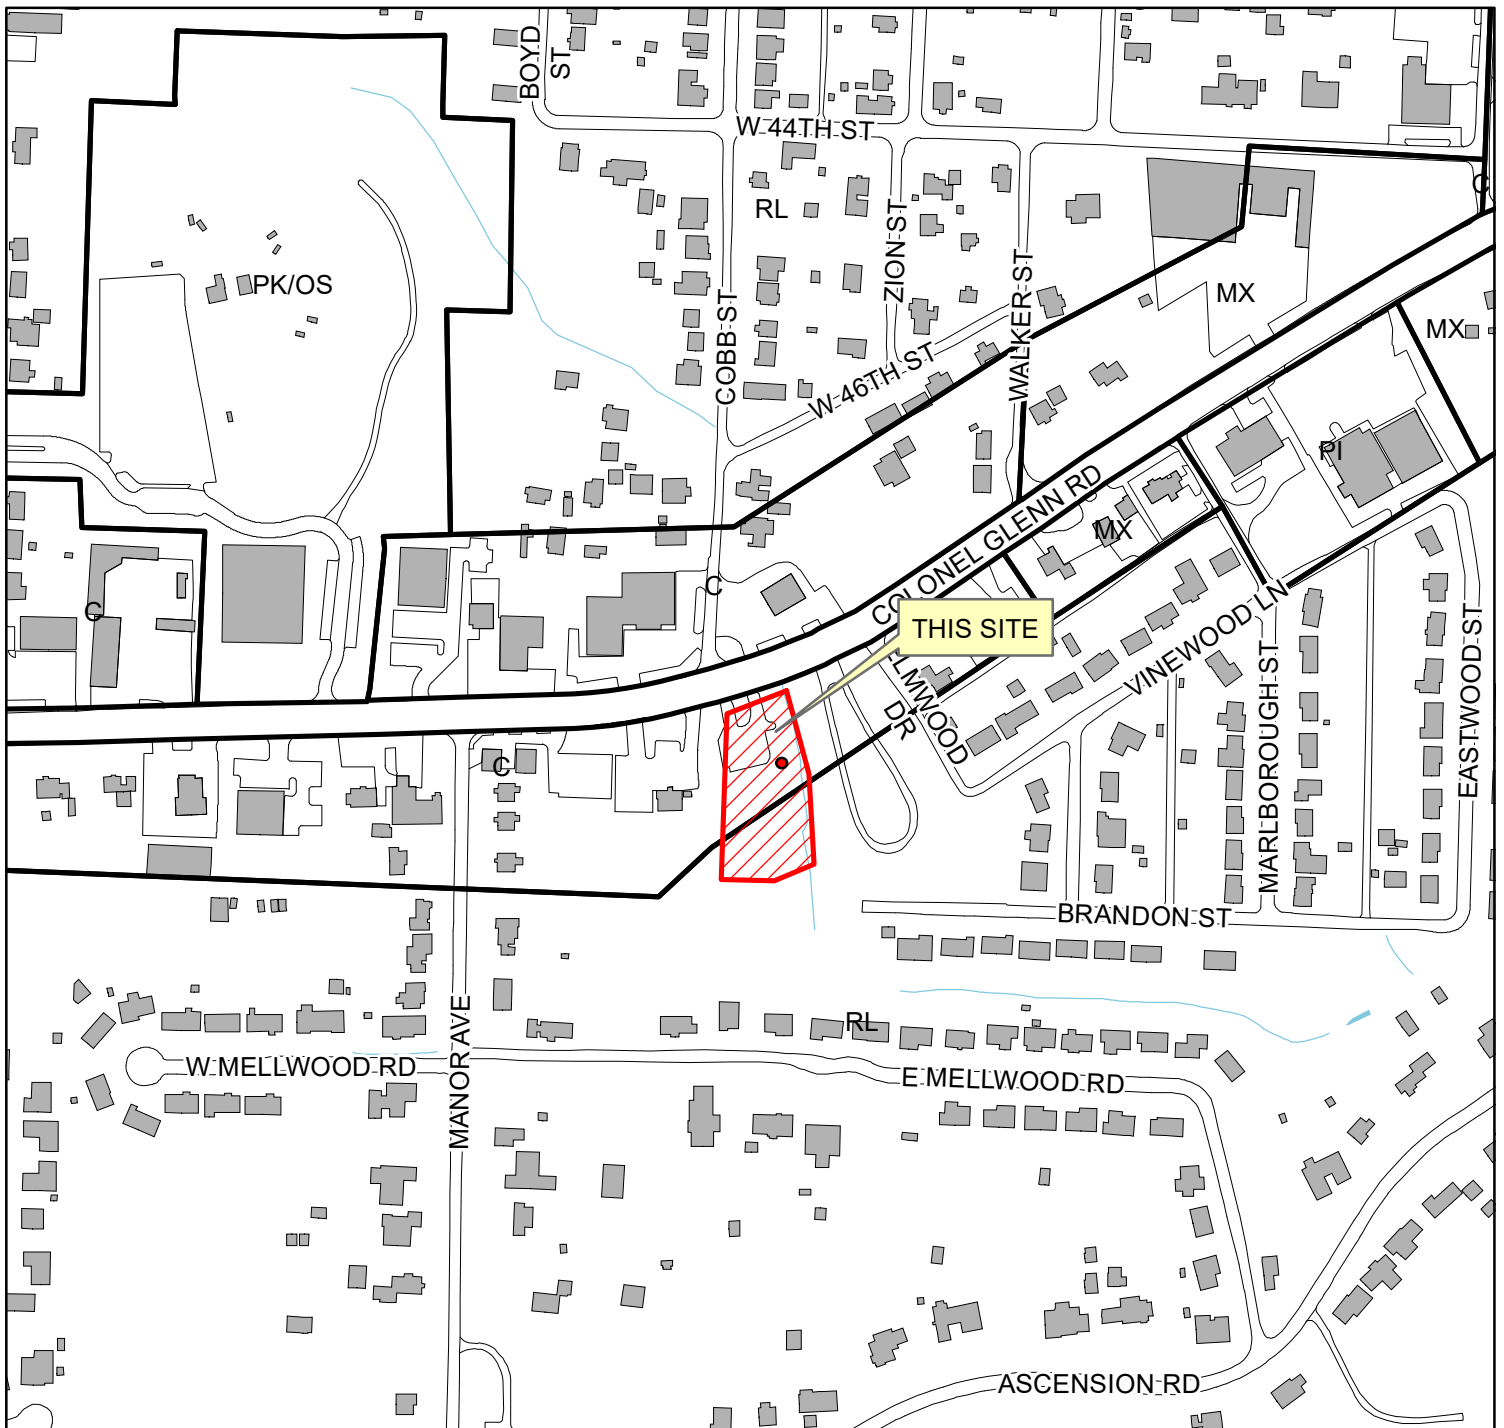 BOYD
ST
W 44TH ST
C
RL
ZION ST
WALKER ST
PK/OS
MX
COBB ST
MX
W 46TH ST
PI
COLONEL GLENN RD
MX
C
C
THIS SITE
ELMWOOD
DR
VINEWOOD LN
MARLBOROUGH ST
EASTWOOD ST
C
BRANDON ST
MANOR AVE
RL
W MELLWOOD RD
E MELLWOOD RD
ASCENSION RD